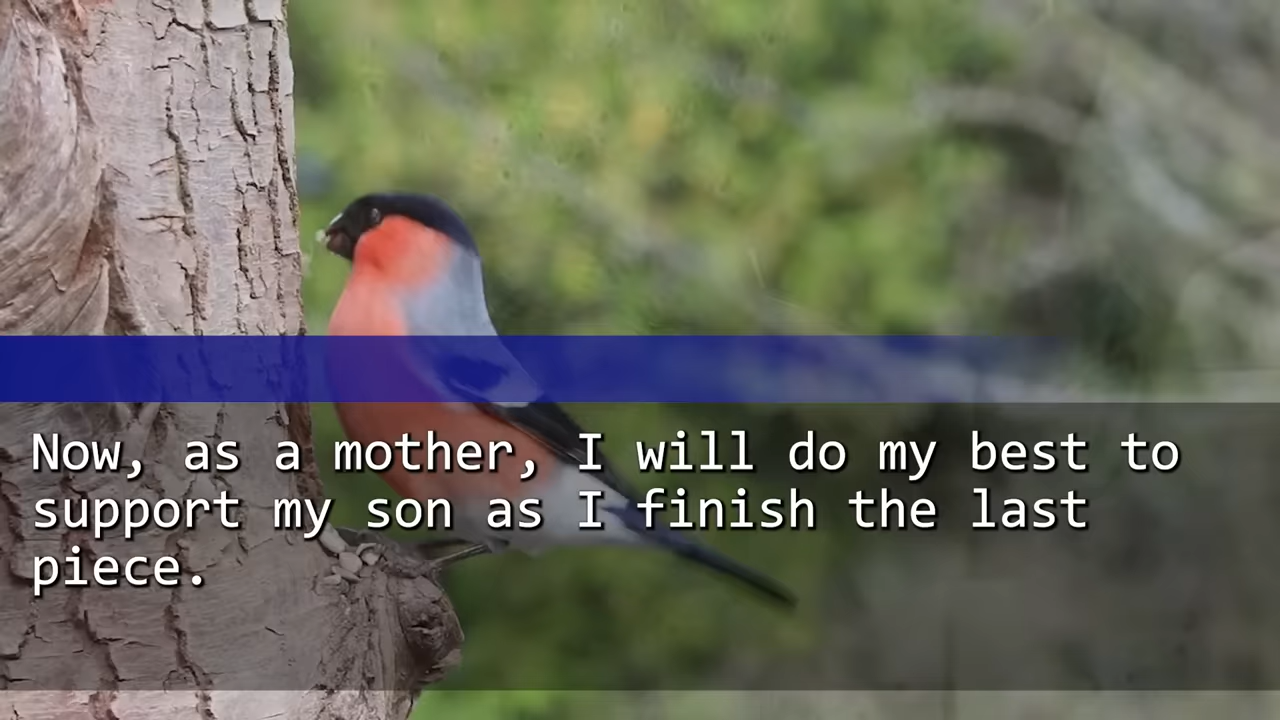 Now, as a mother, I will do my best to
support my son as I finish the last
piece.